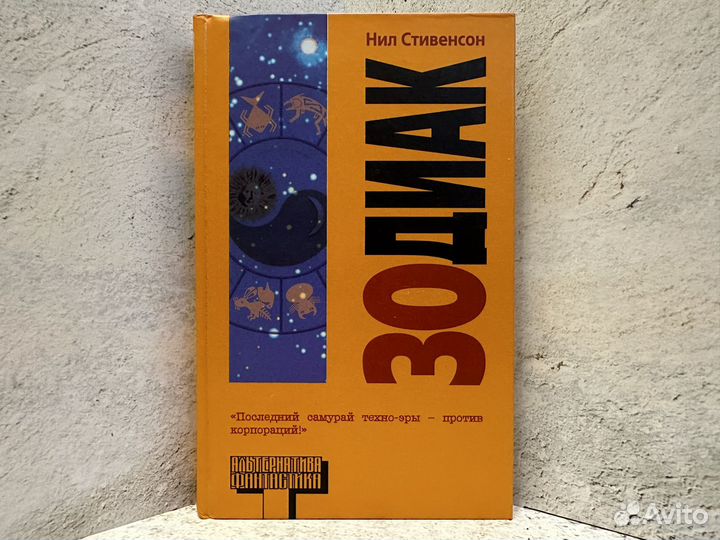 Нил Стивенсон
ЗОДИАК
«Последний самурай техно-эры – против
корпораций!»
АЛЬТЕРНАТИВА
ФАНТАСТИКА
Avito